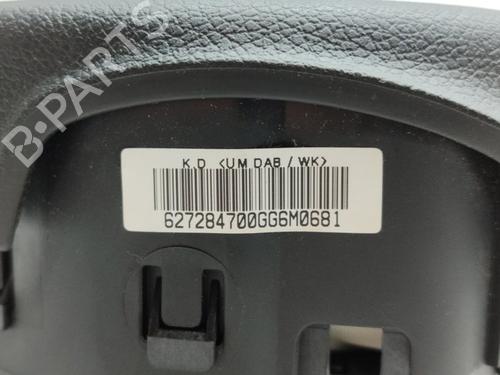 B-PARTS
K.D <UM DAB / WK>
627284700GG6M0681